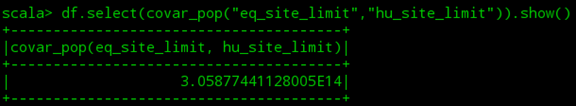 scala> df.select(covar_pop("eq_site_limit","hu_site_limit")).show()
+-----------------------------------------+
|covar_pop(eq_site_limit, hu_site_limit)|
+-----------------------------------------+
|                     3.05877441128005E14|
+-----------------------------------------+